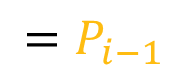 = P_{i-1}